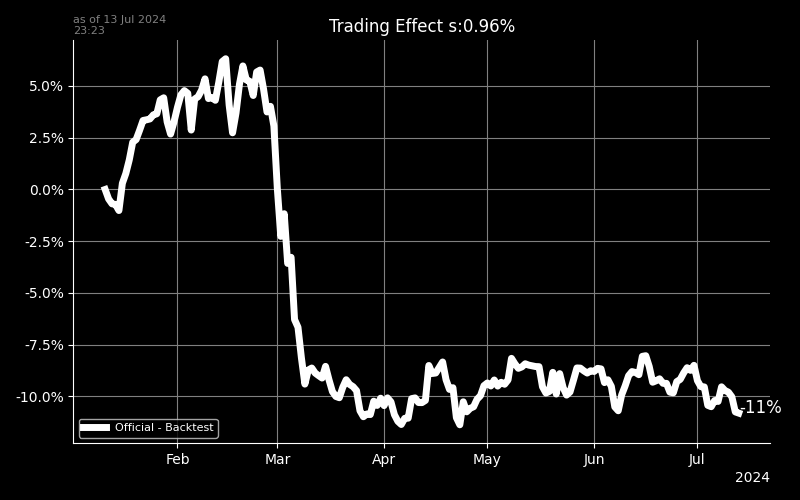 as of 13 Jul 2024
23:23
Trading Effect s:0.96%
5.0%
2.5%
0.0%
-2.5%
-5.0%
-7.5%
-10.0%
-11%
Official - Backtest
Feb Mar Apr May Jun Jul
2024